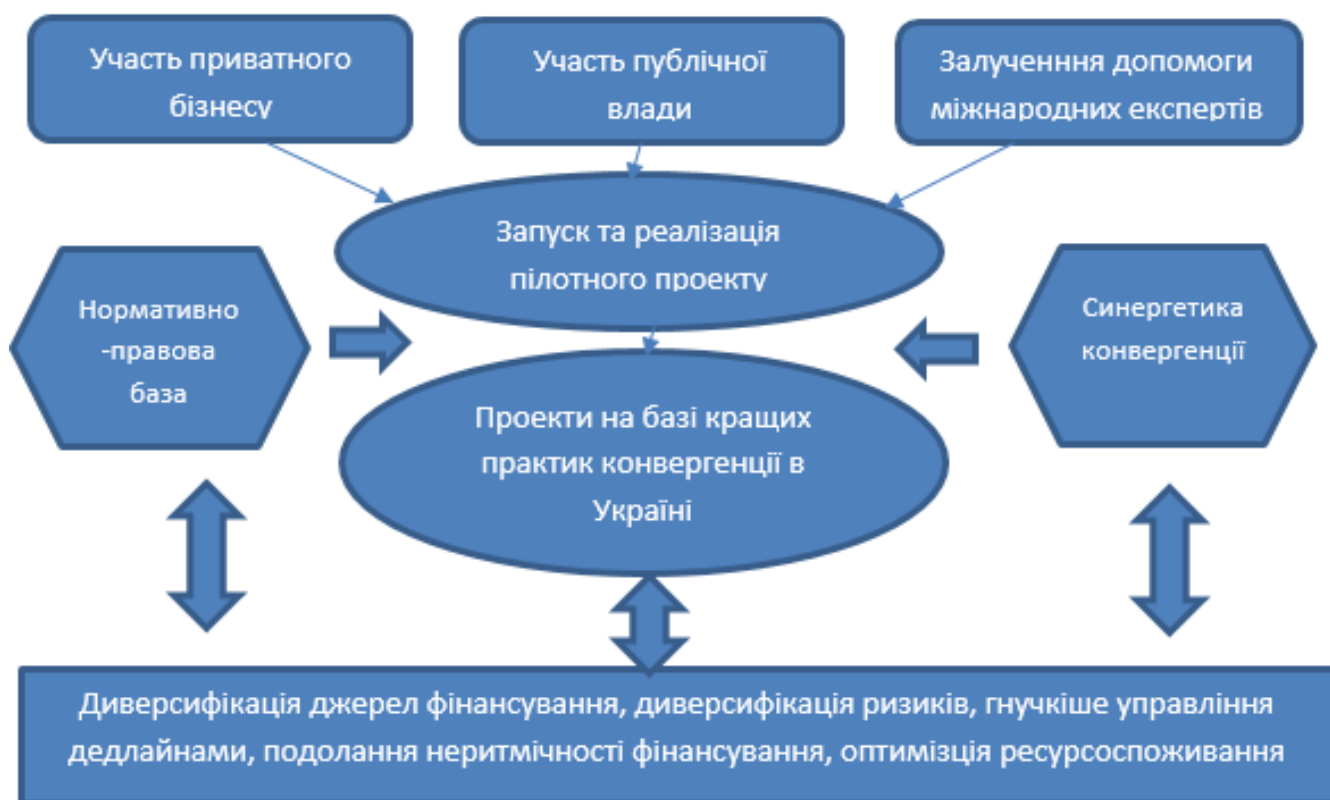 Участь приватного
бізнесу
Участь публічної
влади
Залученння допомоги
міжнародних експертів
Запуск та реалізація
пілотного проекту
Нормативно
-правова
база
Синергетика
конвергенції
Проекти на базі кращих
практик конвергенції в
Україні
Диверсифікація джерел фінансування, диверсифікація ризиків, гнучкіше управління
дедлайнами, подолання неритмічності фінансування, оптимізція ресурсоспоживання